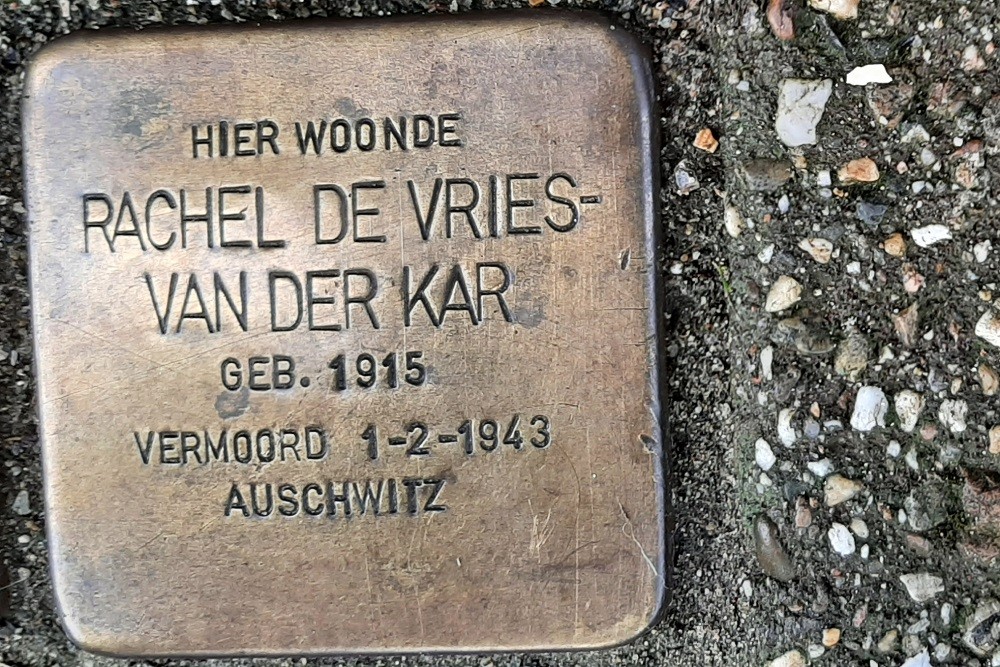 HIER WOONDE
RACHEL DE VRIES-
VAN DER KAR
GEB. 1915
VERMOORD 1-2-1943
AUSCHWITZ